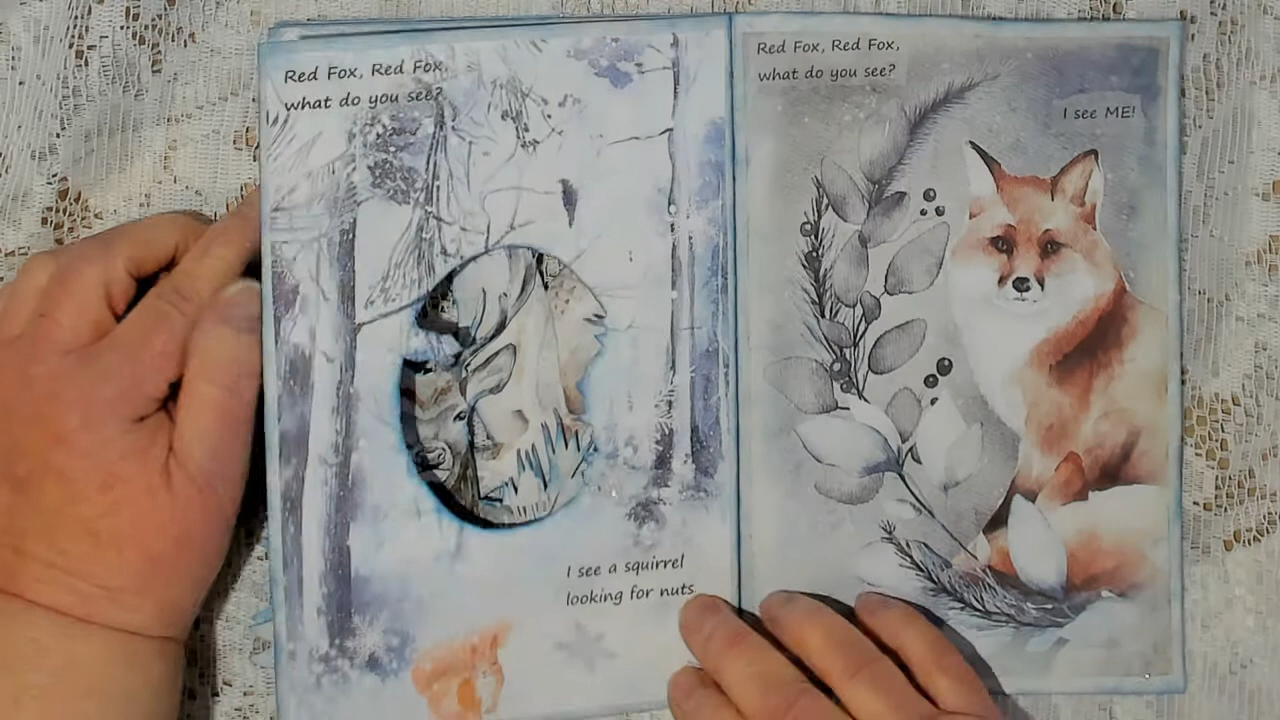 Red Fox, Red Fox,
what do you see?
I see a squirrel
looking for nuts.
Red Fox, Red Fox,
what do you see?
I see ME!